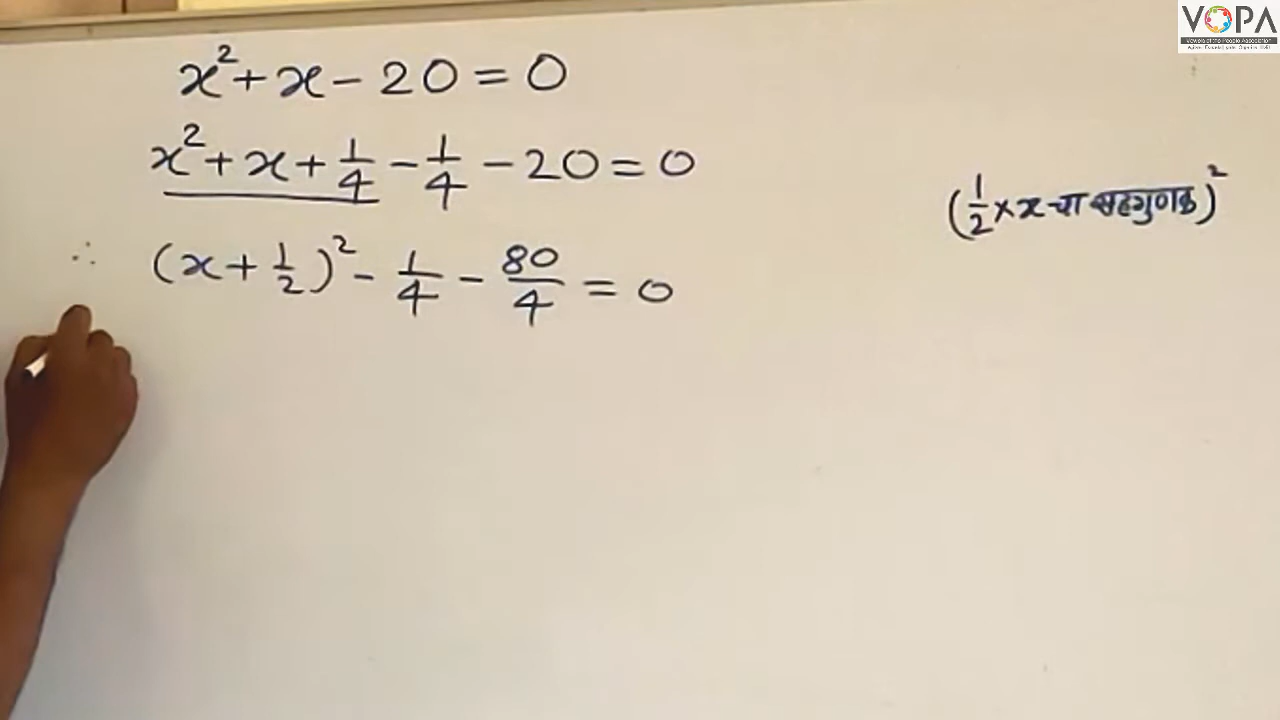 VOPA
x² + x - 20 = 0
x² + x + 1/4 - 1/4 - 20 = 0
(1/2 × x च्या सहगुणक)²
∴ (x + 1/2)² - 1/4 - 80/4 = 0